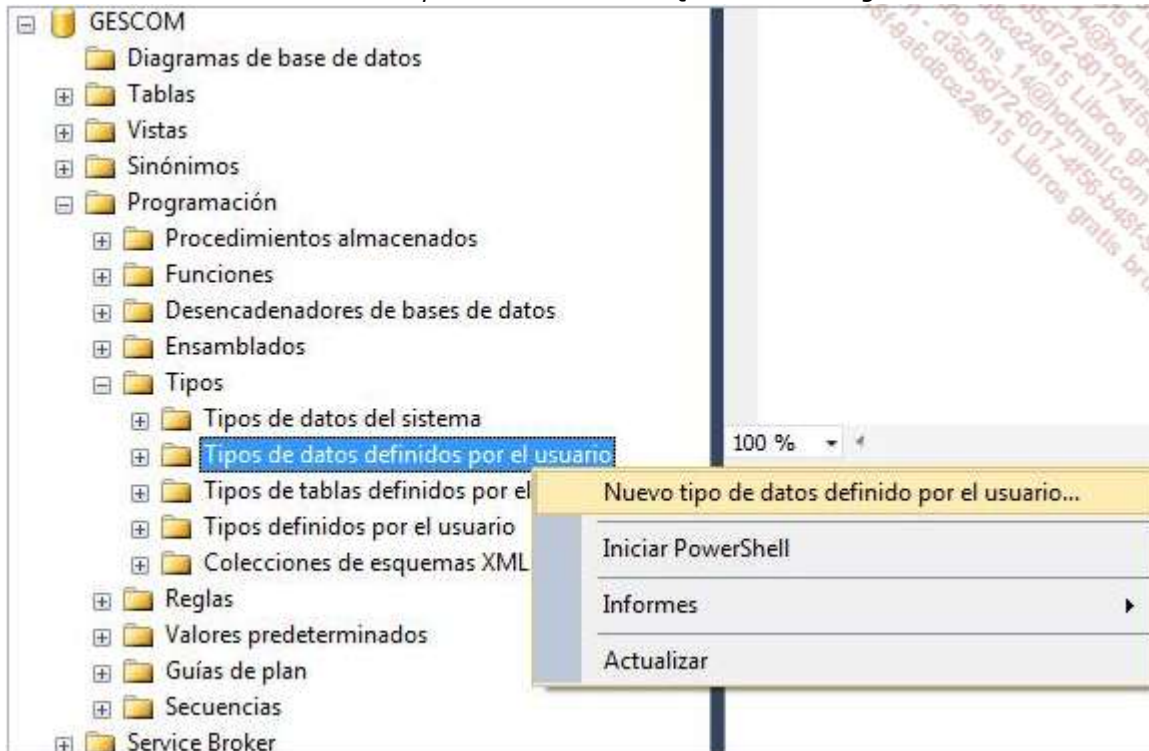 GESCOM
Diagramas de base de datos
Tablas
Vistas
Sinónimos
Programación
Procedimientos almacenados
Funciones
Desencadenadores de bases de datos
Ensamblados
Tipos
Tipos de datos del sistema
Tipos de datos definidos por el usuario
Tipos de tablas definidos por el
Tipos definidos por el usuario
Colecciones de esquemas XML
Reglas
Valores predeterminados
Guías de plan
Secuencias
Service Broker
100 %
Nuevo tipo de datos definido por el usuario...
Iniciar PowerShell
Informes
Actualizar